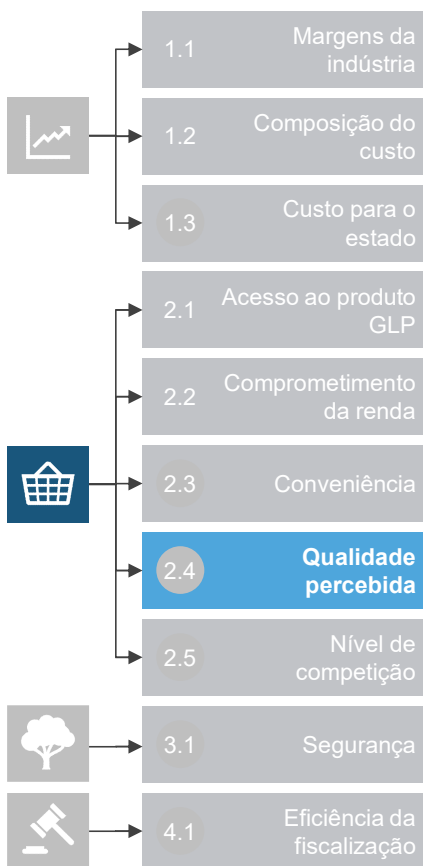 1.1
Margens da
indústria
1.2
Composição do
custo
1.3
Custo para o
estado
2.1
Acesso ao produto
GLP
2.2
Comprometimento
da renda
2.3
Conveniência
2.4
Qualidade
percebida
2.5
Nível de
competição
3.1
Segurança
4.1
Eficiência da
fiscalização